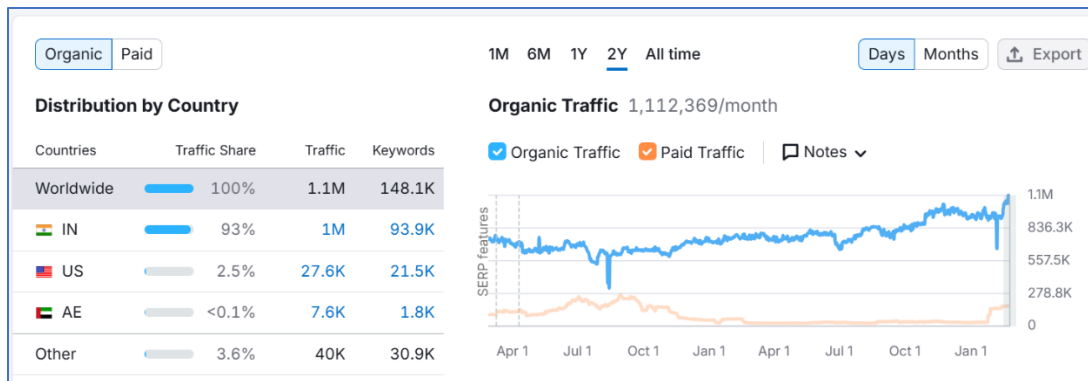 Organic Paid
Distribution by Country
Countries Traffic Share Traffic Keywords
Worldwide 100% 1.1M 148.1K
IN 93% 1M 93.9K
US 2.5% 27.6K 21.5K
AE <0.1% 7.6K 1.8K
Other 3.6% 40K 30.9K
1M 6M 1Y 2Y All time
Days Months Export
Organic Traffic 1,112,369/month
Organic Traffic Paid Traffic Notes
SERP features
1.1M
836.3K
557.5K
278.8K
0
Apr 1 Jul 1 Oct 1 Jan 1 Apr 1 Jul 1 Oct 1 Jan 1